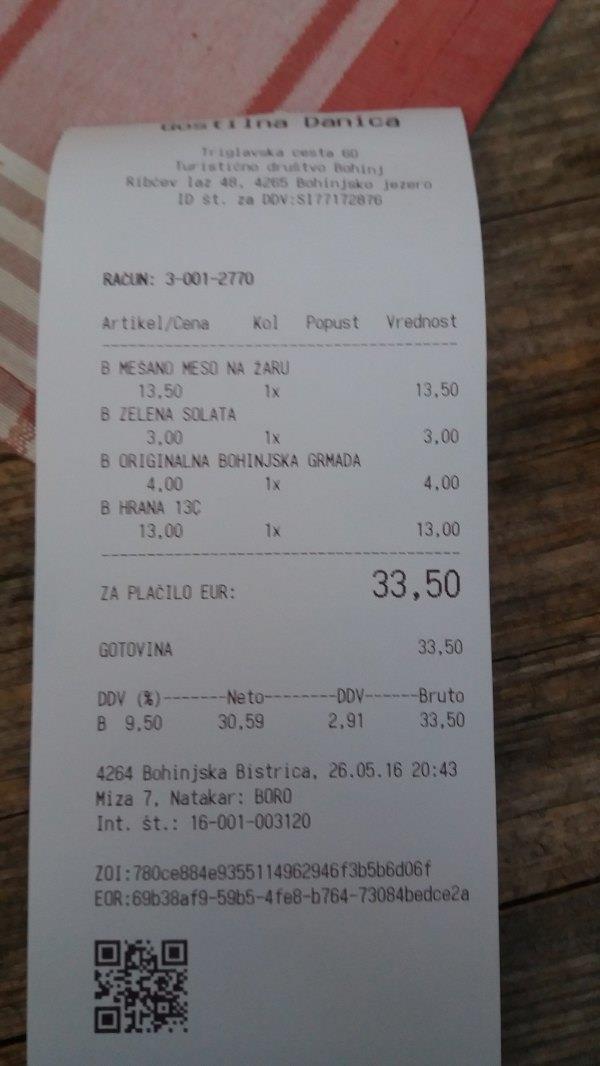 Gostilna Danica
Triglavska cesta 60
Turistično društvo Bohinj
Ribčev laz 48, 4265 Bohinjsko jezero
ID št. za DDV:SI77172876
RAČUN: 3-001-2770
Artikel/Cena Kol Popust Vrednost
B MEŠANO MESO NA ŽARU
13,50 1x 13,50
B ZELENA SOLATA
3,00 1x 3,00
B ORIGINALNA BOHINJSKA GRMADA
4,00 1x 4,00
B HRANA 13Č
13,00 1x 13,00
ZA PLAČILO EUR: 33,50
GOTOVINA 33,50
DDV (%)-------Neto--------DDV------Bruto
B 9,50 30,59 2,91 33,50
4264 Bohinjska Bistrica, 26.05.16 20:43
Miza 7, Natakar: BORO
Int. št.: 16-001-003120
ZOI:780ce884e9355114962946f3b5b6d06f
EOR:69b38af9-59b5-4fe8-b764-73084bedce2a